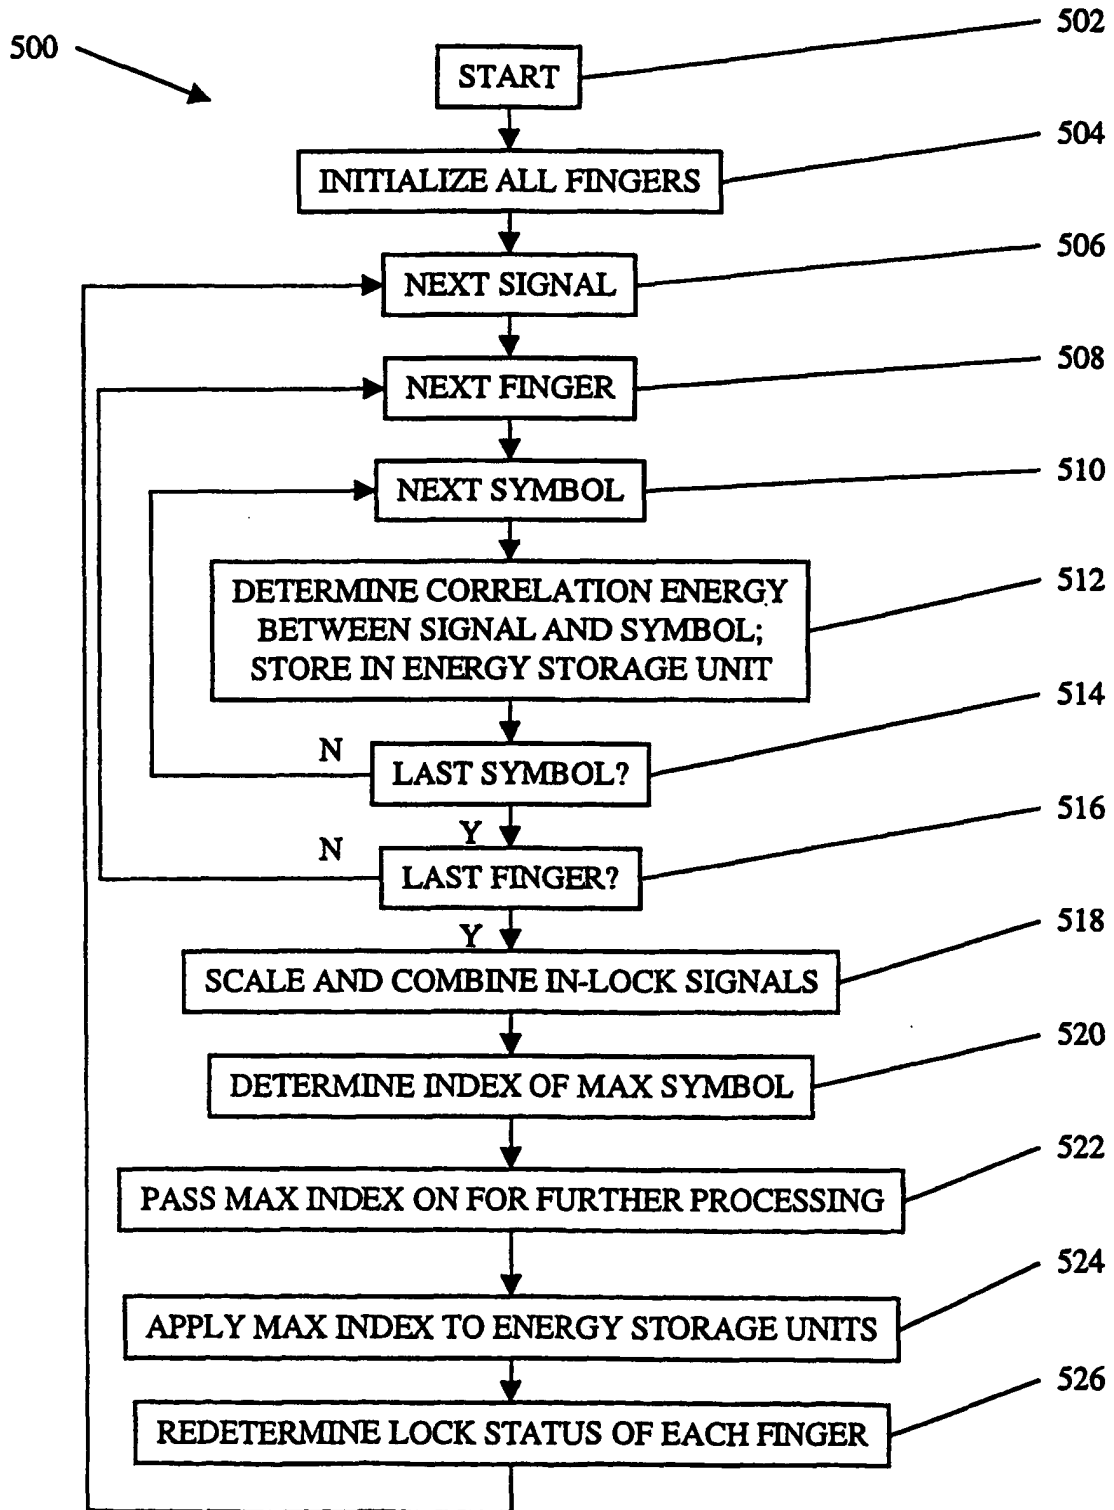 502
500
START
504
INITIALIZE ALL FINGERS
506
NEXT SIGNAL
508
NEXT FINGER
510
NEXT SYMBOL
512
DETERMINE CORRELATION ENERGY
BETWEEN SIGNAL AND SYMBOL;
STORE IN ENERGY STORAGE UNIT
514
N
LAST SYMBOL?
516
Y
N
LAST FINGER?
518
Y
SCALE AND COMBINE IN-LOCK SIGNALS
520
DETERMINE INDEX OF MAX SYMBOL
522
PASS MAX INDEX ON FOR FURTHER PROCESSING
524
APPLY MAX INDEX TO ENERGY STORAGE UNITS
526
REDETERMINE LOCK STATUS OF EACH FINGER